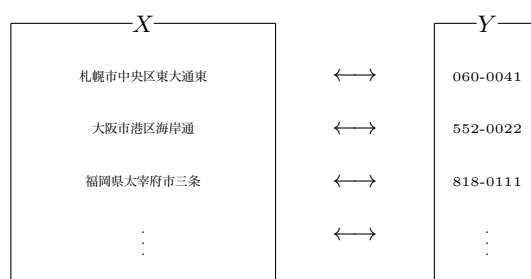 X Y
札幌市中央区東大通東 ⟷ 060-0041
大阪市港区海岸通 ⟷ 552-0022
福岡県太宰府市三条 ⟷ 818-0111
⋮ ⟷ ⋮